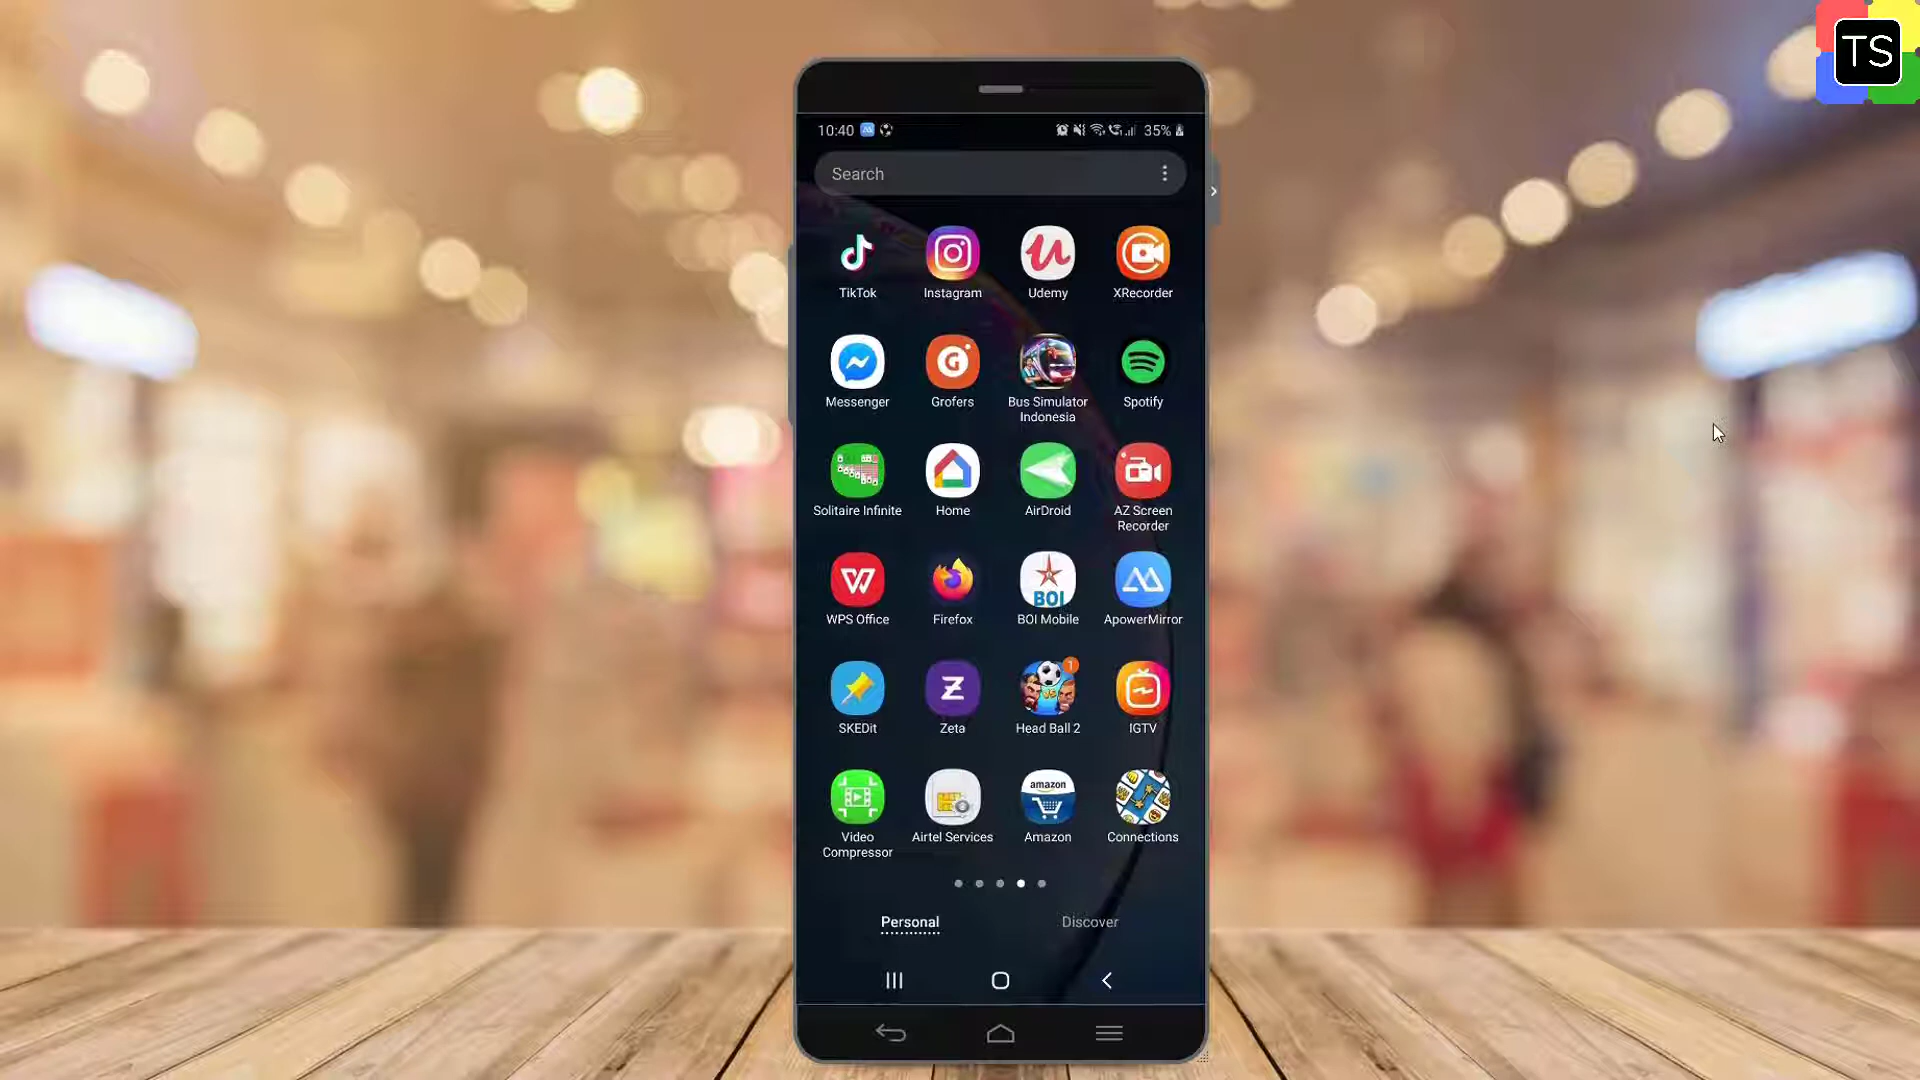 TS
10:40
35%
Search
TikTok
Instagram
Udemy
XRecorder
Messenger
Grofers
Bus Simulator
Indonesia
Spotify
Solitaire Infinite
Home
AirDroid
AZ Screen
Recorder
BOI
WPS Office
Firefox
BOI Mobile
ApowerMirror
1
VS
SKEDit
Zeta
Head Ball 2
IGTV
amazon
Video
Compressor
Airtel Services
Amazon
Connections
Personal
Discover